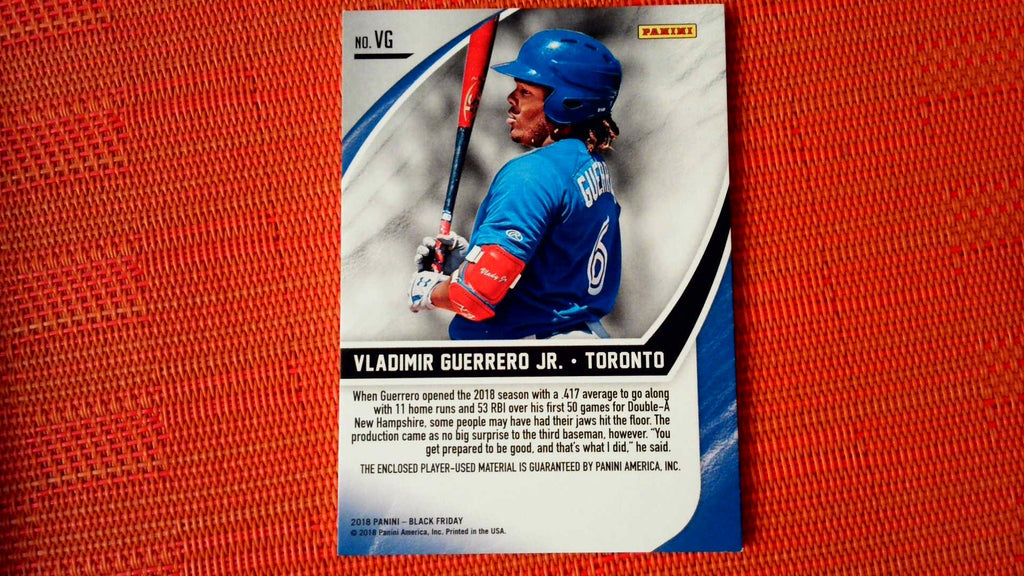 NO. VG
PANINI
6
Vlady Jr.
VLADIMIR GUERRERO JR. • TORONTO
When Guerrero opened the 2018 season with a .417 average to go along
with 11 home runs and 53 RBI over his first 50 games for Double-A
New Hampshire, some people may have had their jaws hit the floor. The
production came as no big surprise to the third baseman, however. “You
get prepared to be good, and that’s what I did,” he said.
THE ENCLOSED PLAYER-USED MATERIAL IS GUARANTEED BY PANINI AMERICA, INC.
2018 PANINI – BLACK FRIDAY
© 2018 Panini America, Inc. Printed in the USA.